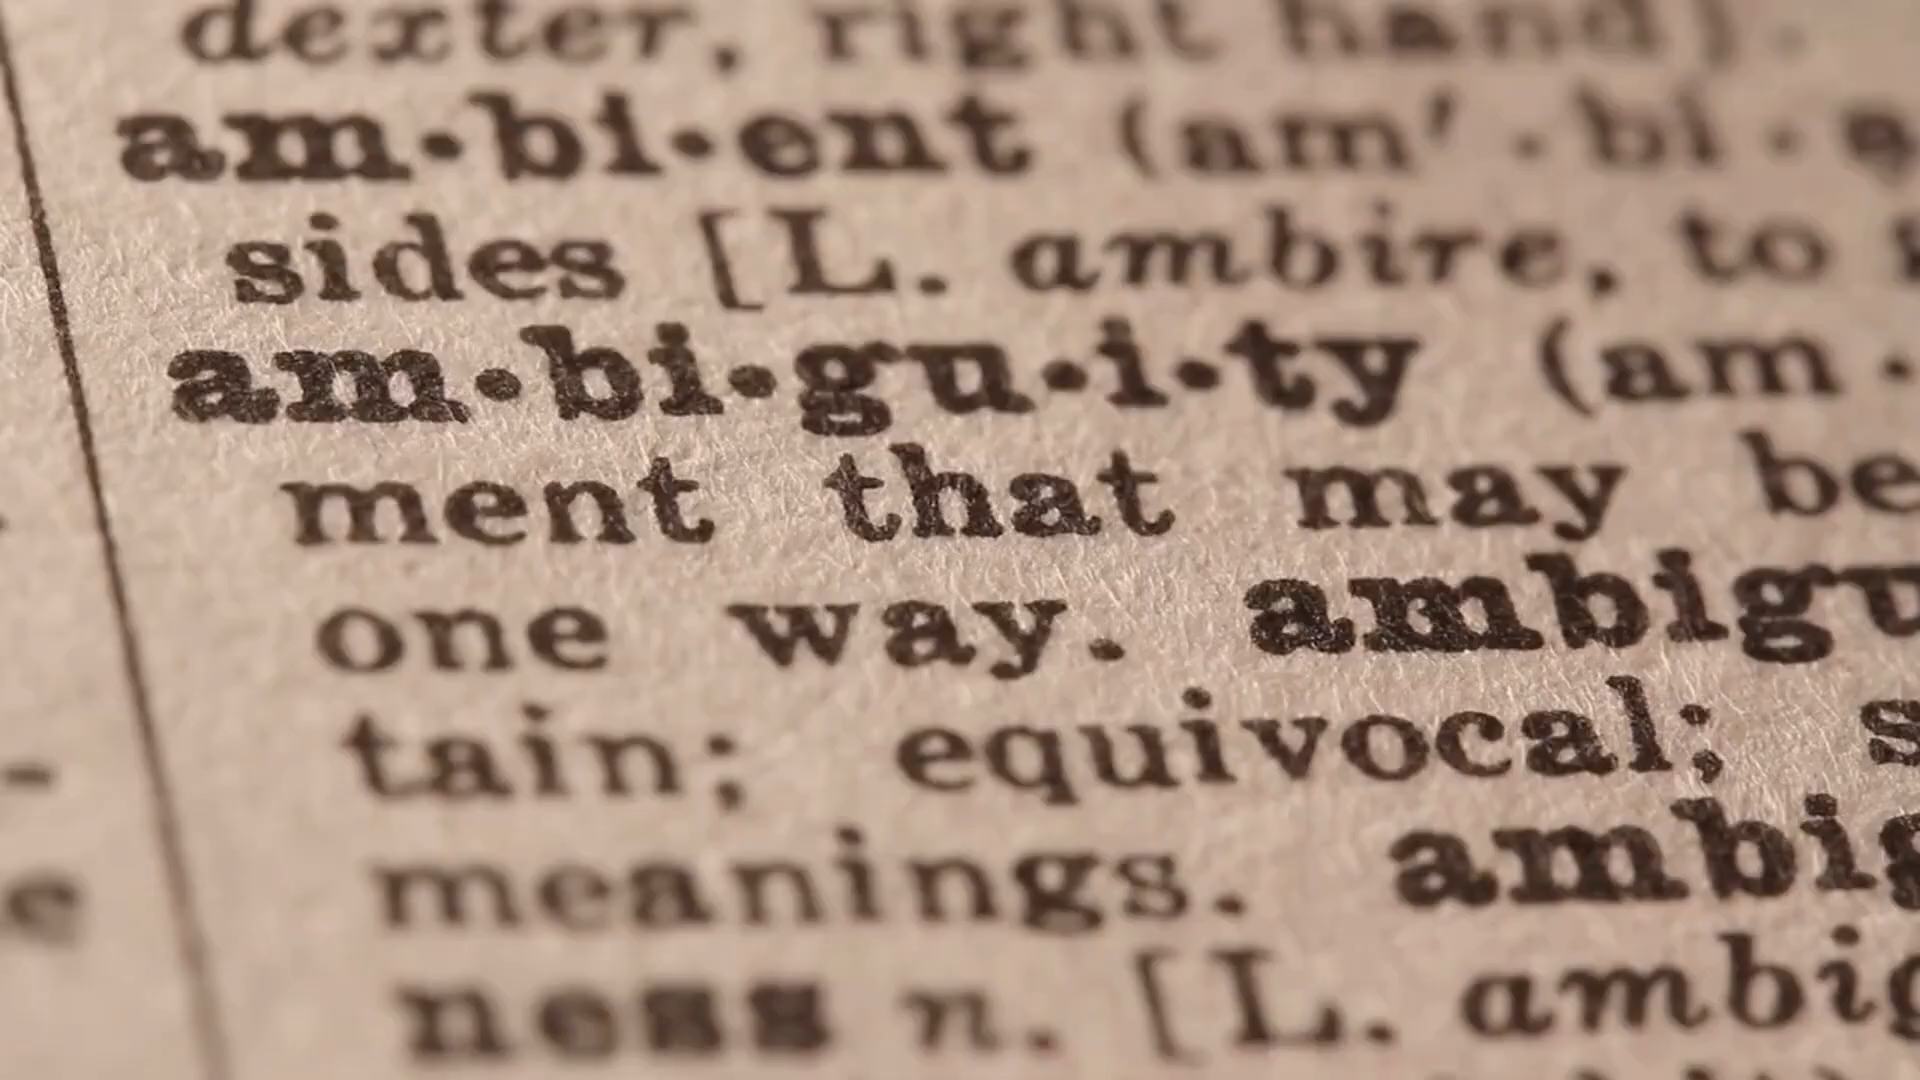 dexter, right hand].
am•bi•ent (am′ · bi ·
sides [L. ambire, to
am•bi•gu•i•ty (am ·
ment that may be
one way. ambigu
tain; equivocal; s
meanings. ambig
ness n. [L. ambig